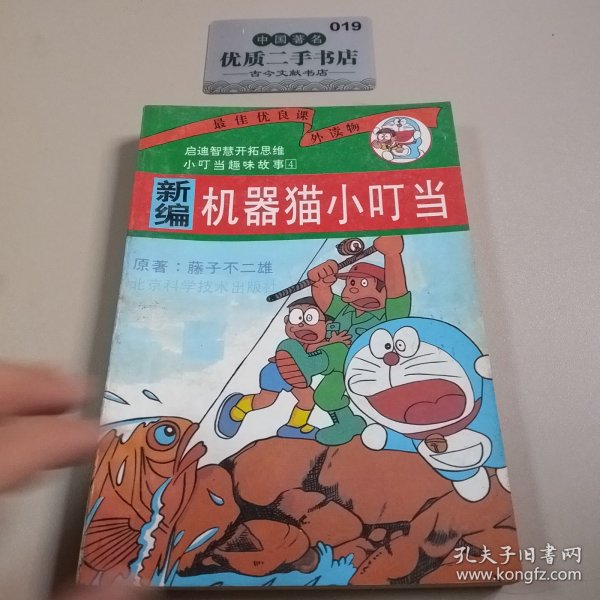 019
中国著名
优质二手书店
古今文献书店
最佳优良课
外读物
启迪智慧开拓思维
小叮当趣味故事4
新编
机器猫小叮当
原著：藤子不二雄
北京科学技术出版社
孔夫子旧书网
www.kongfz.com